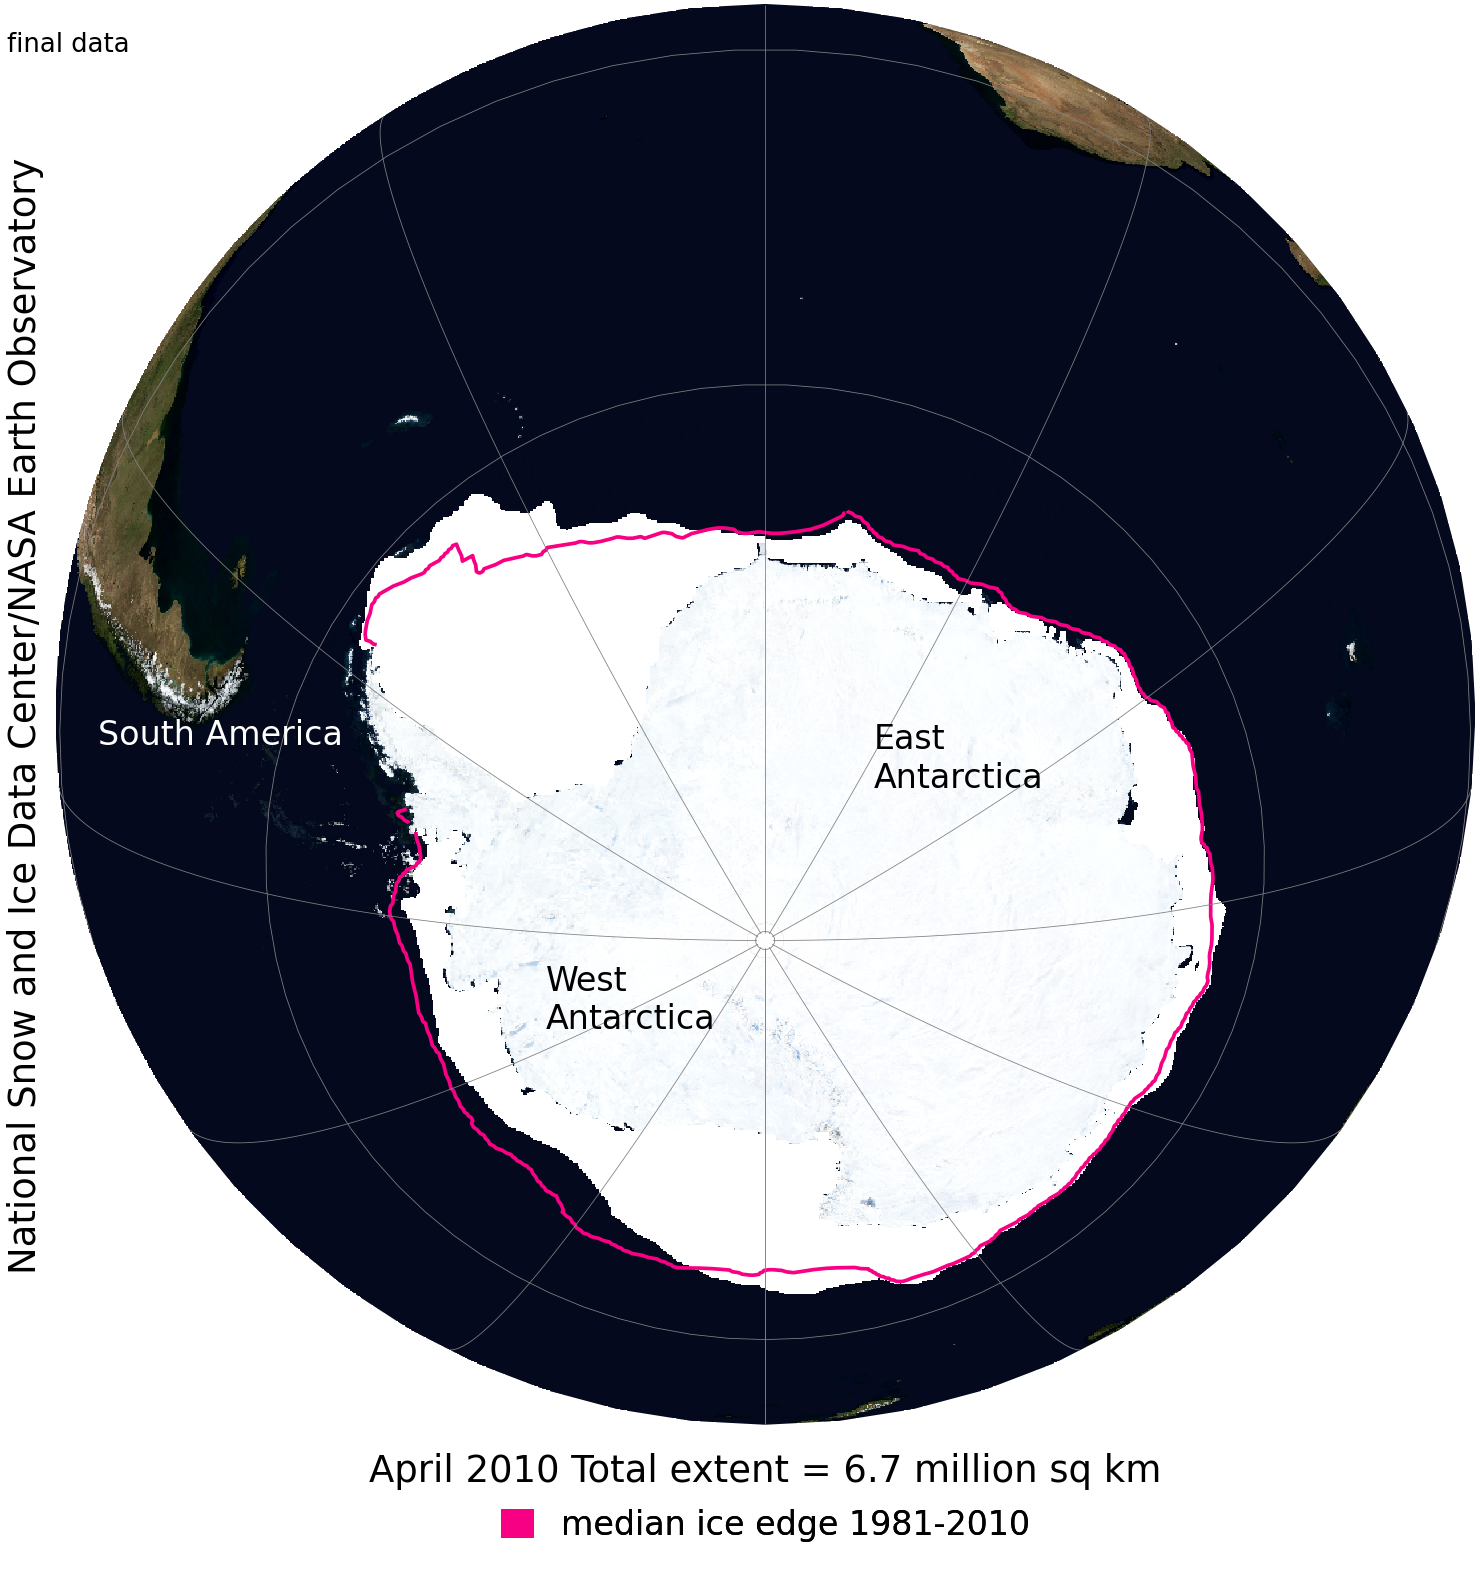 final data
National Snow and Ice Data Center/NASA Earth Observatory
South America
East
Antarctica
West
Antarctica
April 2010 Total extent = 6.7 million sq km
median ice edge 1981-2010